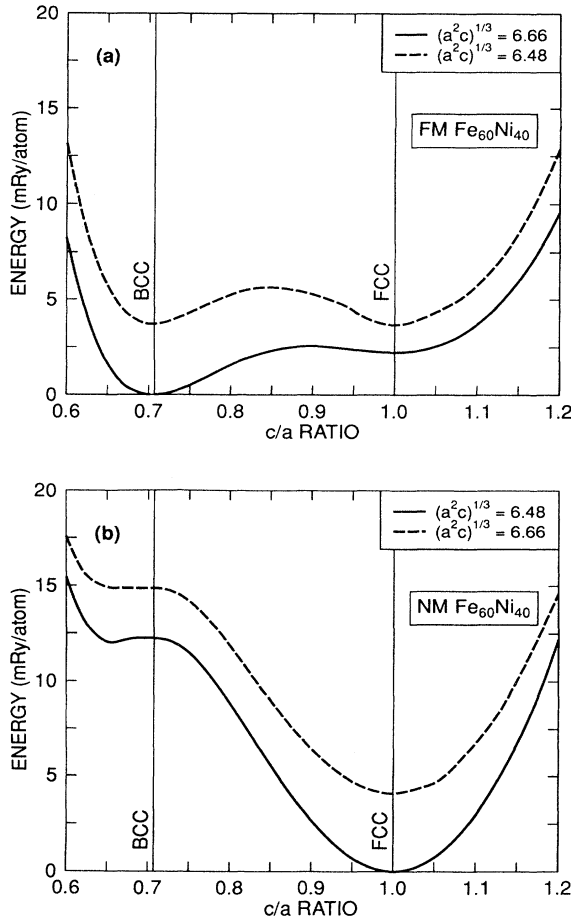 20
(a)
(a²c)¹/³ = 6.66
(a²c)¹/³ = 6.48
15
FM Fe₆₀Ni₄₀
10
ENERGY (mRy/atom)
BCC
FCC
5
0
0.6 0.7 0.8 0.9 1.0 1.1 1.2
c/a RATIO
20
(b)
(a²c)¹/³ = 6.48
(a²c)¹/³ = 6.66
15
NM Fe₆₀Ni₄₀
10
ENERGY (mRy/atom)
5
BCC
FCC
0
0.6 0.7 0.8 0.9 1.0 1.1 1.2
c/a RATIO